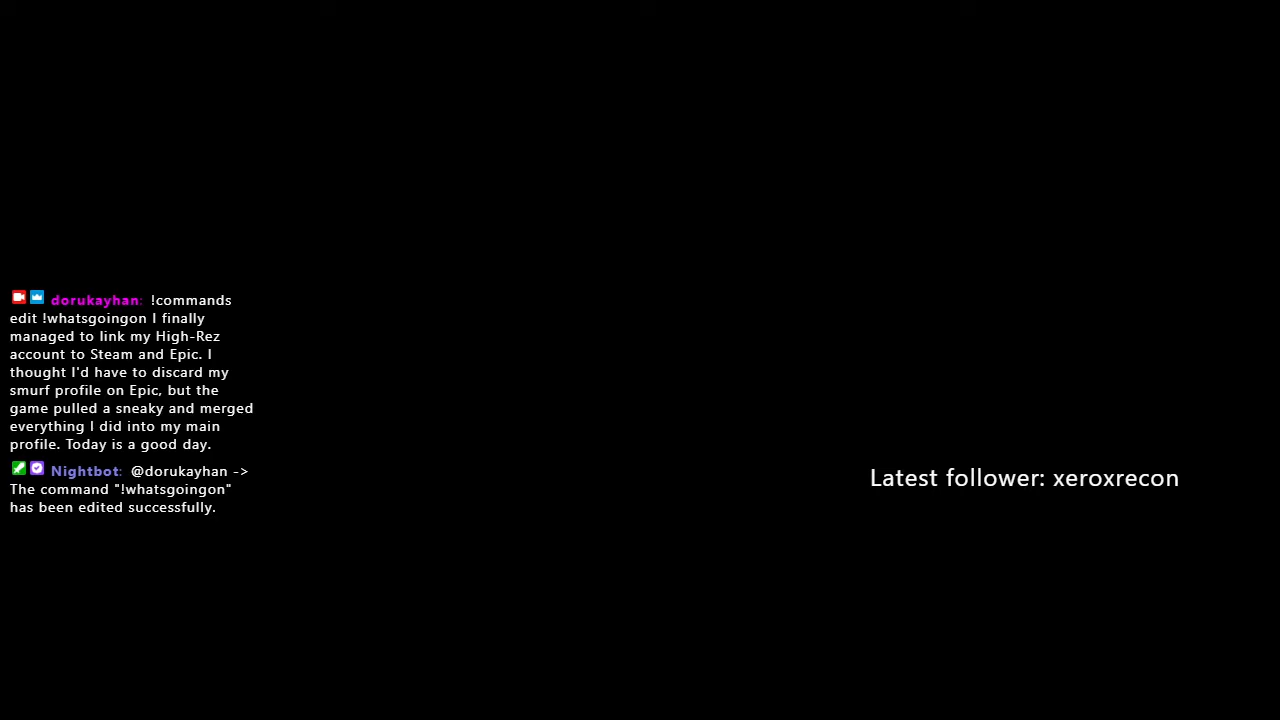 dorukayhan: !commands
edit !whatsgoingon I finally
managed to link my High-Rez
account to Steam and Epic. I
thought I'd have to discard my
smurf profile on Epic, but the
game pulled a sneaky and merged
everything I did into my main
profile. Today is a good day.
Nightbot: @dorukayhan ->
The command "!whatsgoingon"
has been edited successfully.
Latest follower: xeroxrecon